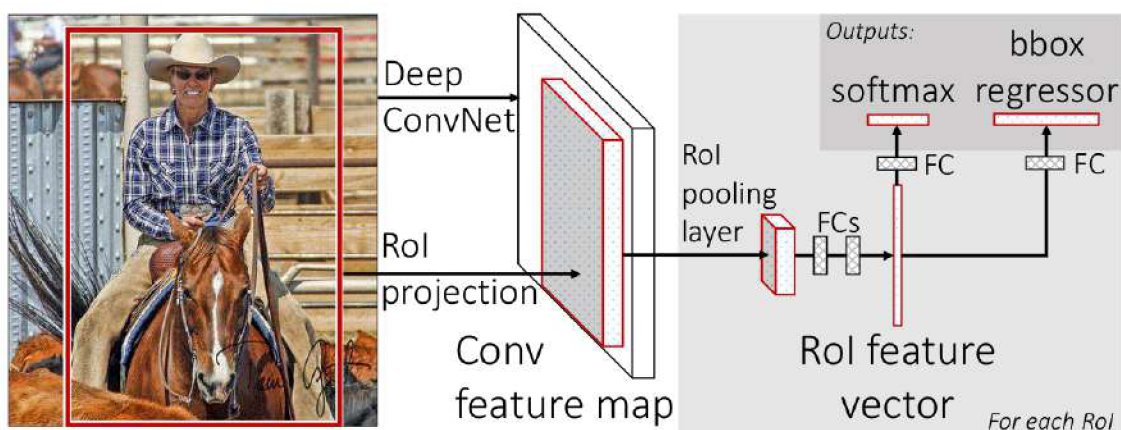 Deep
ConvNet
RoI
projection
Conv
feature map
RoI
pooling
layer
FCs
RoI feature
vector
For each RoI
Outputs:
softmax
bbox
regressor
FC
FC